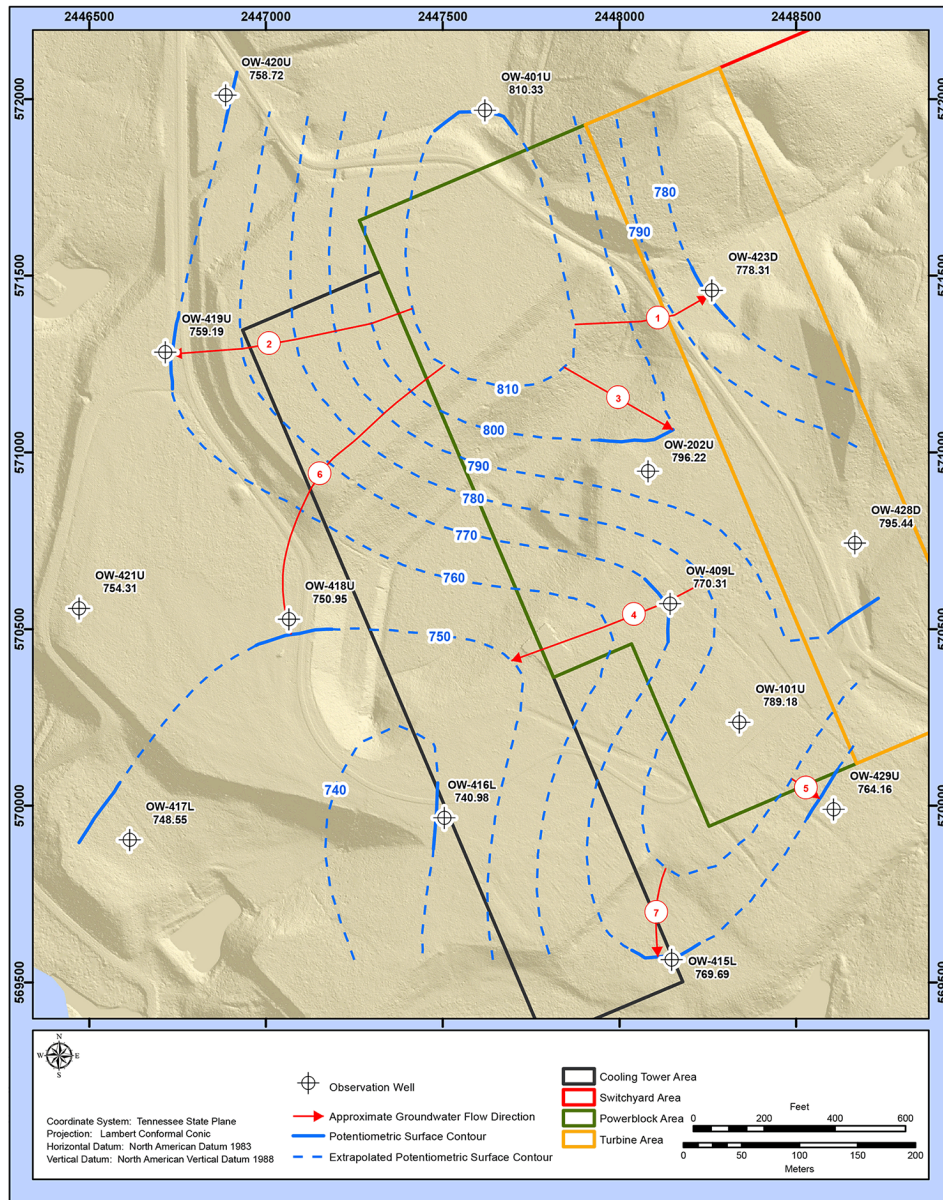 2446500
2447000
2447500
2448000
2448500
572000
572000
571500
571500
571000
571000
570500
570500
570000
570000
569500
569500
OW-420U
758.72
OW-401U
810.33
780
790
OW-423D
778.31
OW-419U
759.19
1
2
3
810
800
OW-202U
796.22
790
6
780
770
OW-428D
795.44
760
OW-409L
770.31
OW-421U
754.31
OW-418U
750.95
4
750
OW-101U
789.18
740
OW-416L
740.98
5
OW-429U
764.16
OW-417L
748.55
7
OW-415L
769.69
N
W E
S
Coordinate System: Tennessee State Plane
Projection: Lambert Conformal Conic
Horizontal Datum: North American Datum 1983
Vertical Datum: North American Vertical Datum 1988
Observation Well
Approximate Groundwater Flow Direction
Potentiometric Surface Contour
Extrapolated Potentiometric Surface Contour
Cooling Tower Area
Switchyard Area
Powerblock Area
Turbine Area
Feet
0 200 400 600
0 50 100 150 200
Meters